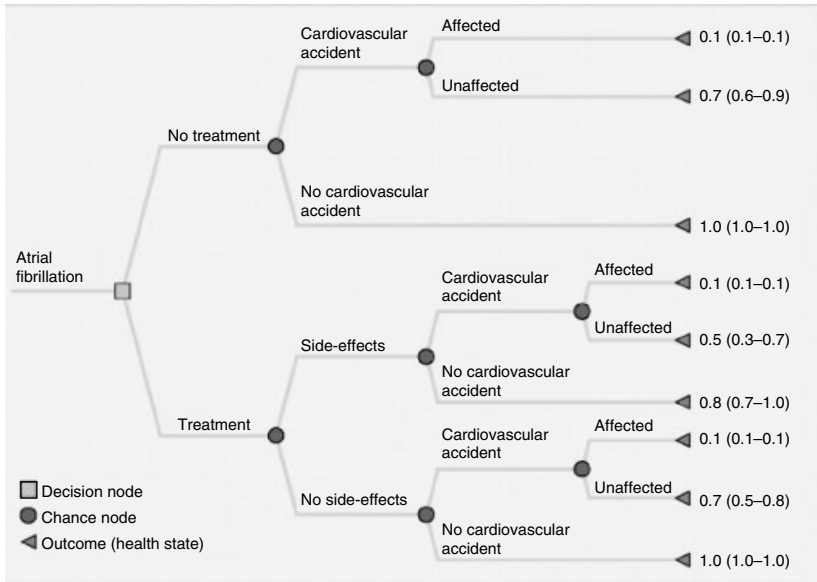 Cardiovascular
accident
Affected
0.1 (0.1–0.1)
Unaffected
0.7 (0.6–0.9)
No treatment
No cardiovascular
accident
1.0 (1.0–1.0)
Atrial
fibrillation
Cardiovascular
accident
Affected
0.1 (0.1–0.1)
Unaffected
0.5 (0.3–0.7)
Side-effects
No cardiovascular
accident
0.8 (0.7–1.0)
Treatment
Cardiovascular
accident
Affected
0.1 (0.1–0.1)
Unaffected
0.7 (0.5–0.8)
No side-effects
No cardiovascular
accident
1.0 (1.0–1.0)
Decision node
Chance node
Outcome (health state)